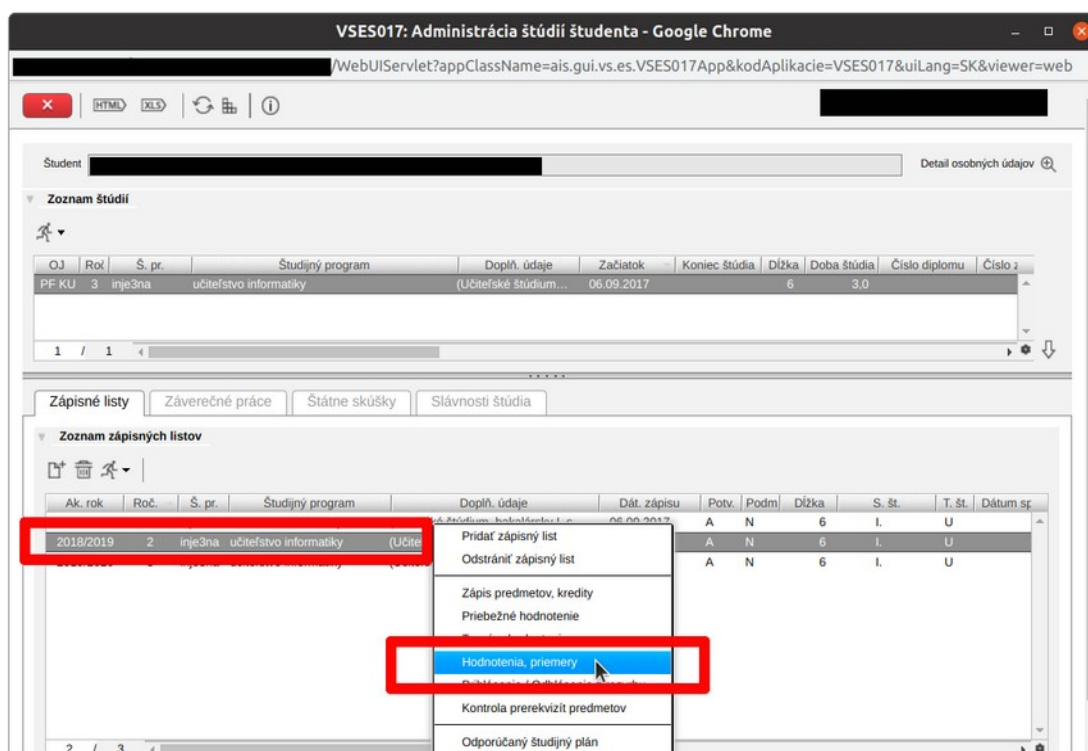 VSES017: Administrácia štúdií študenta - Google Chrome
/WebUIServlet?appClassName=ais.gui.vs.es.VSES017App&kodAplikacie=VSES017&uiLang=SK&viewer=web
HTML XLS
Študent Detail osobných údajov
Zoznam štúdií
OJ Roč Š. pr. Študijný program Doplň. údaje Začiatok Koniec štúdia Dĺžka Doba štúdia Číslo diplomu Číslo
PF KU 3 inje3na učiteľstvo informatiky (Učiteľské štúdium... 06.09.2017 6 3,0
1 / 1
Zápisné listy Záverečné práce Štátne skúšky Slávnosti štúdia
Zoznam zápisných listov
Ak. rok Roč. Š. pr. Študijný program Doplň. údaje Dát. zápisu Potv. Podm Dĺžka S. št. T. št. Dátum sp
06.09.2017 A N 6 I. U
2018/2019 2 inje3na učiteľstvo informatiky (Učite A N 6 I. U
A N 6 I. U
Pridať zápisný list
Odstrániť zápisný list
Zápis predmetov, kredity
Priebežné hodnotenie
Hodnotenia, priemery
Kontrola prerekvizít predmetov
Odporúčaný študijný plán
2 / 3